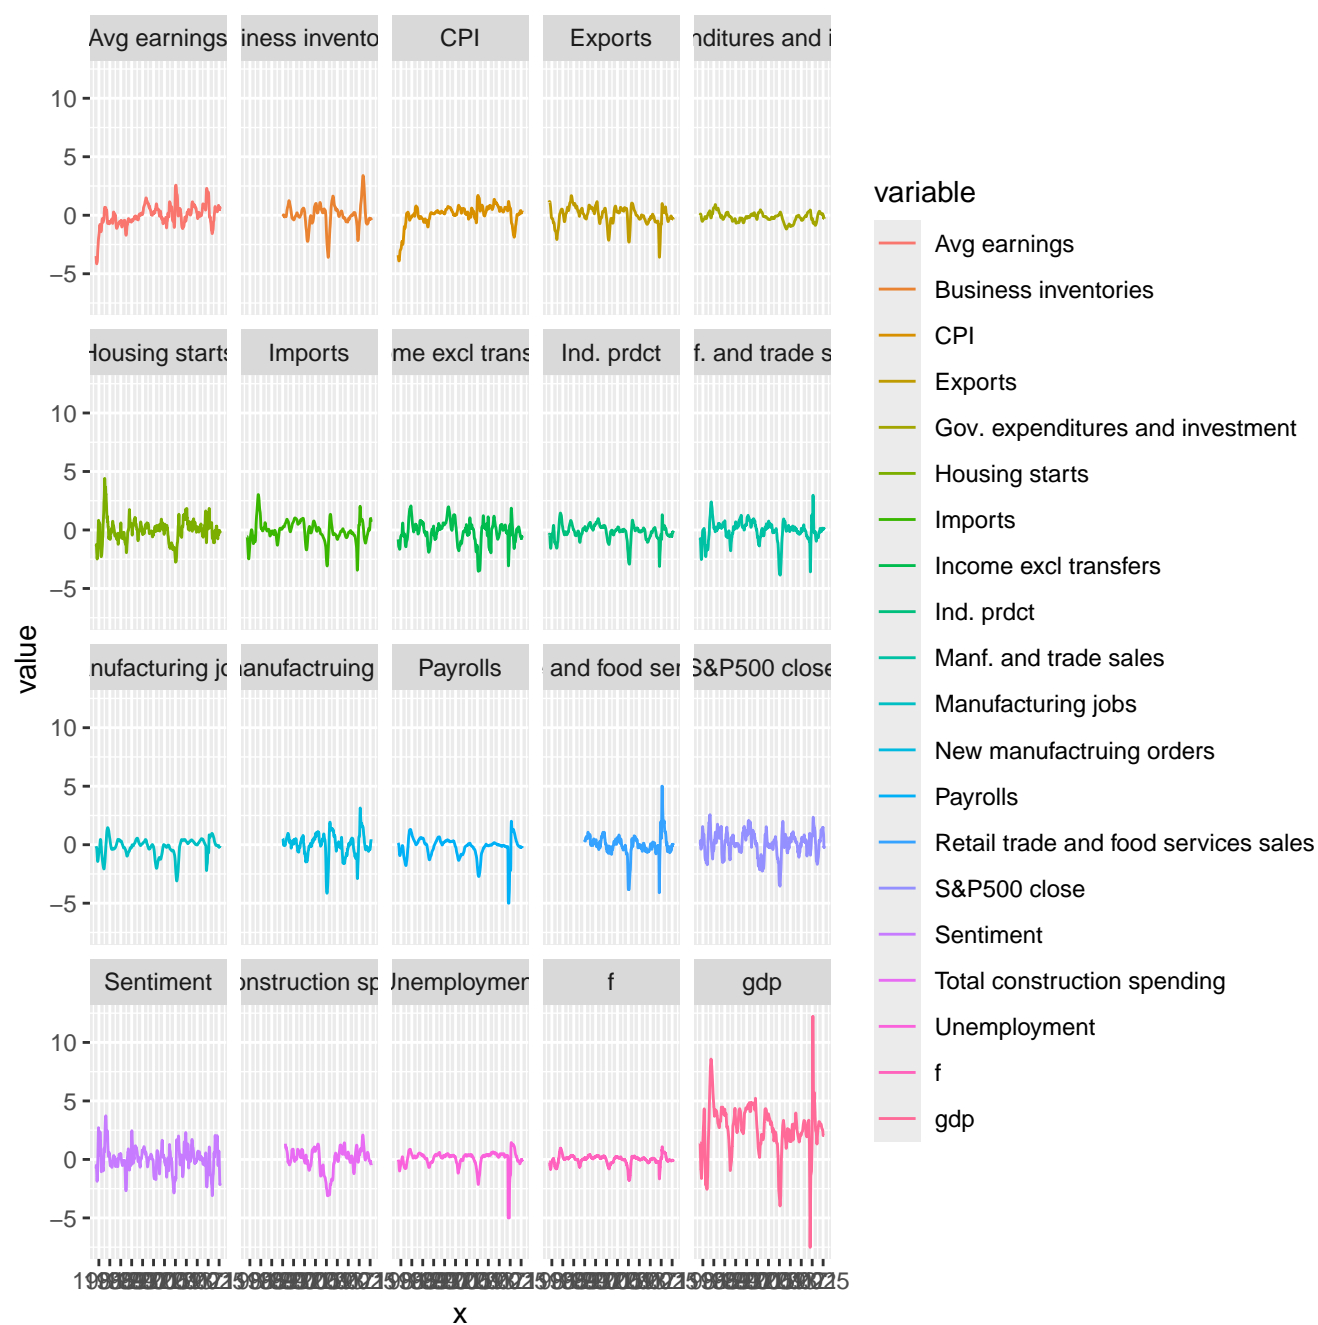 Avg earnings iness invento CPI Exports nditures and i
10
5
0
−5
Housing starts Imports me excl trans Ind. prdct f. and trade s
10
5
0
−5
nufacturing jo anufactruing Payrolls and food ser S&P500 close
10
5
0
−5
Sentiment onstruction sp Unemploymen f gdp
10
5
0
−5
x
value
variable
Avg earnings
Business inventories
CPI
Exports
Gov. expenditures and investment
Housing starts
Imports
Income excl transfers
Ind. prdct
Manf. and trade sales
Manufacturing jobs
New manufactruing orders
Payrolls
Retail trade and food services sales
S&P500 close
Sentiment
Total construction spending
Unemployment
f
gdp